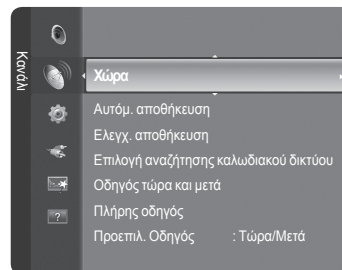 Κανάλι
Χώρα
Αυτόμ. αποθήκευση
Ελεγχ. αποθήκευση
Επιλογή αναζήτησης καλωδιακού δικτύου
Οδηγός τώρα και μετά
Πλήρης οδηγός
Προεπιλ. Οδηγός : Τώρα/Μετά